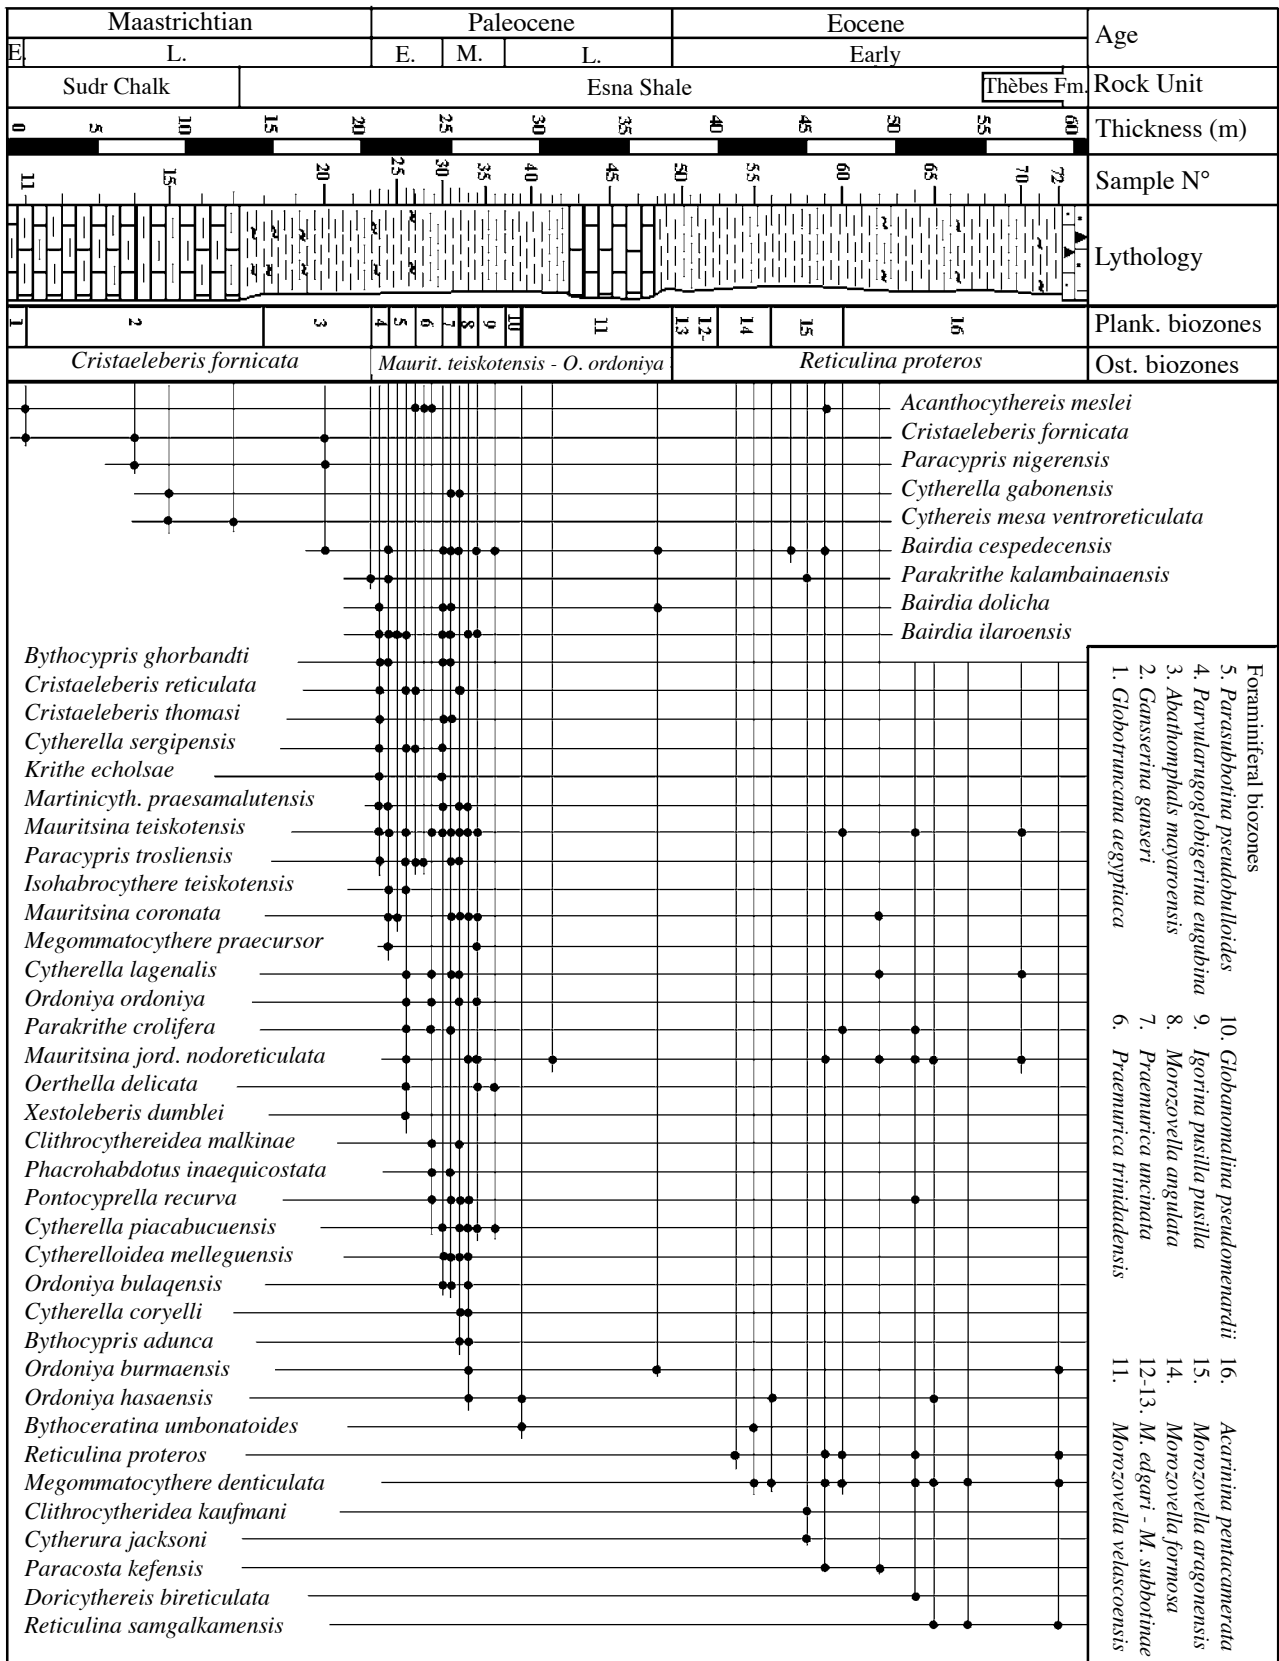 Maastrichtian Paleocene Eocene Age
E. L. E. M. L. Early
Sudr Chalk Esna Shale Thèbes Fm. Rock Unit
0 5 10 15 20 25 30 35 40 45 50 55 60 Thickness (m)
11 15 20 25 30 35 40 45 50 55 60 65 70 72 Sample N°
Lythology
1 2 3 4 5 6 7 8 9 10 11 13 12- 14 15 16 Plank. biozones
Cristaeleberis fornicata Maurit. teiskotensis - O. ordoniya Reticulina proteros Ost. biozones
Acanthocythereis meslei
Cristaeleberis fornicata
Paracypris nigerensis
Cytherella gabonensis
Cythereis mesa ventroreticulata
Bairdia cespedecensis
Parakrithe kalambainaensis
Bairdia dolicha
Bairdia ilaroensis
Bythocypris ghorbandti
Cristaeleberis reticulata
Cristaeleberis thomasi
Cytherella sergipensis
Krithe echolsae
Martinicyth. praesamalutensis
Mauritsina teiskotensis
Paracypris trosliensis
Isohabrocythere teiskotensis
Mauritsina coronata
Megommatocythere praecursor
Cytherella lagenalis
Ordoniya ordoniya
Parakrithe crolifera
Mauritsina jord. nodoreticulata
Oerthella delicata
Xestoleberis dumblei
Clithrocythereidea malkinae
Phacrohabdotus inaequicostata
Pontocyprella recurva
Cytherella piacabucuensis
Cytherelloidea melleguensis
Ordoniya bulaqensis
Cytherella coryelli
Bythocypris adunca
Ordoniya burmaensis
Ordoniya hasaensis
Bythoceratina umbonatoides
Reticulina proteros
Megommatocythere denticulata
Clithrocytheridea kaufmani
Cytherura jacksoni
Paracosta kefensis
Doricythereis bireticulata
Reticulina samgalkamensis
Foraminiferal biozones
5. Parasubbotina pseudobulloides
4. Parvularugoglobigerina eugubina
3. Abathomphals mayaroensis
2. Gansserina ganseri
1. Globotruncana aegyptiaca
10. Globanomalina pseudomenardii
9. Igorina pusilla pusilla
8. Morozovella angulata
7. Praemurica uncinata
6. Praemurica trinidadensis
16. Acarinina pentacamerata
15. Morozovella aragonensis
14. Morozovella formosa
12-13. M. edgari - M. subbotinae
11. Morozovella velascoensis